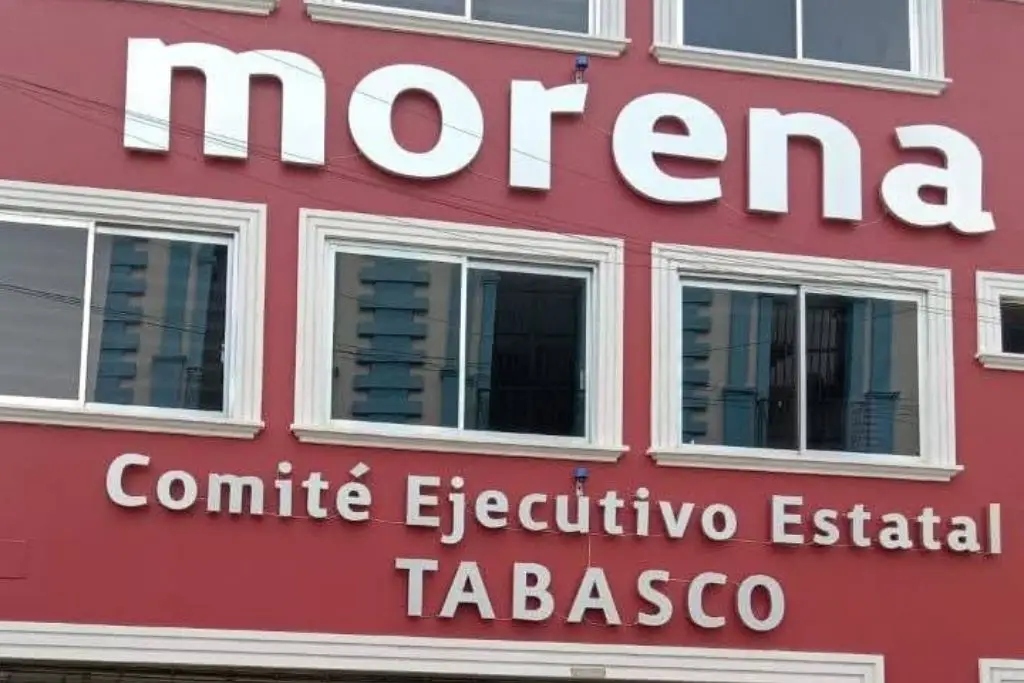 morena
Comité Ejecutivo Estatal
TABASCO